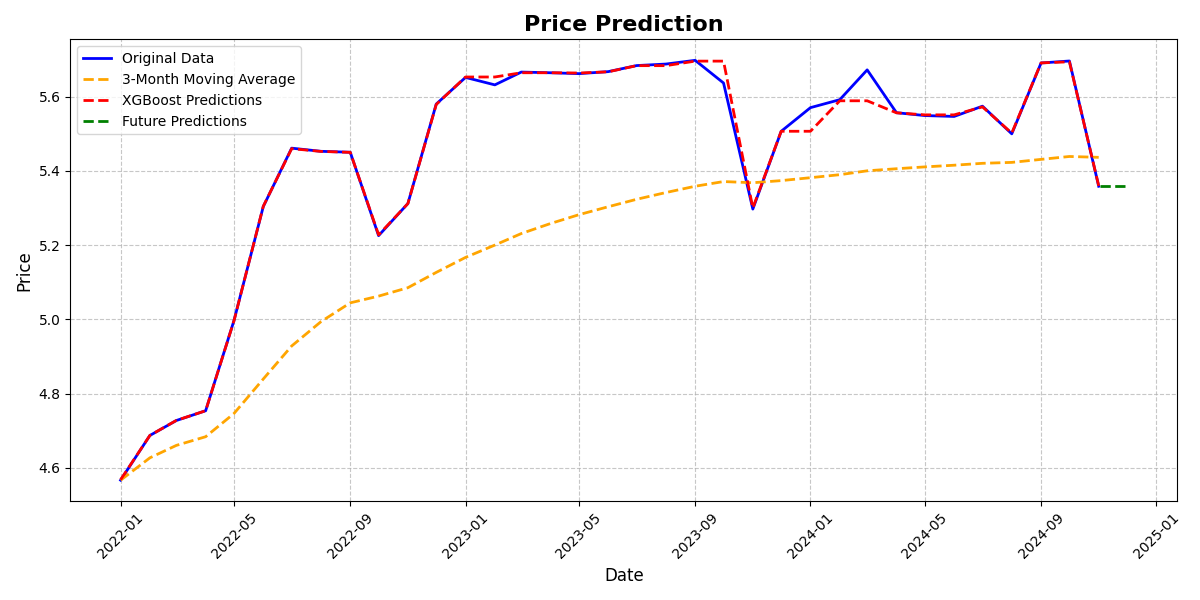 Price Prediction
Original Data
3-Month Moving Average
XGBoost Predictions
Future Predictions
Price
5.6
5.4
5.2
5.0
4.8
4.6
2022-01
2022-05
2022-09
2023-01
2023-05
2023-09
2024-01
2024-05
2024-09
2025-01
Date